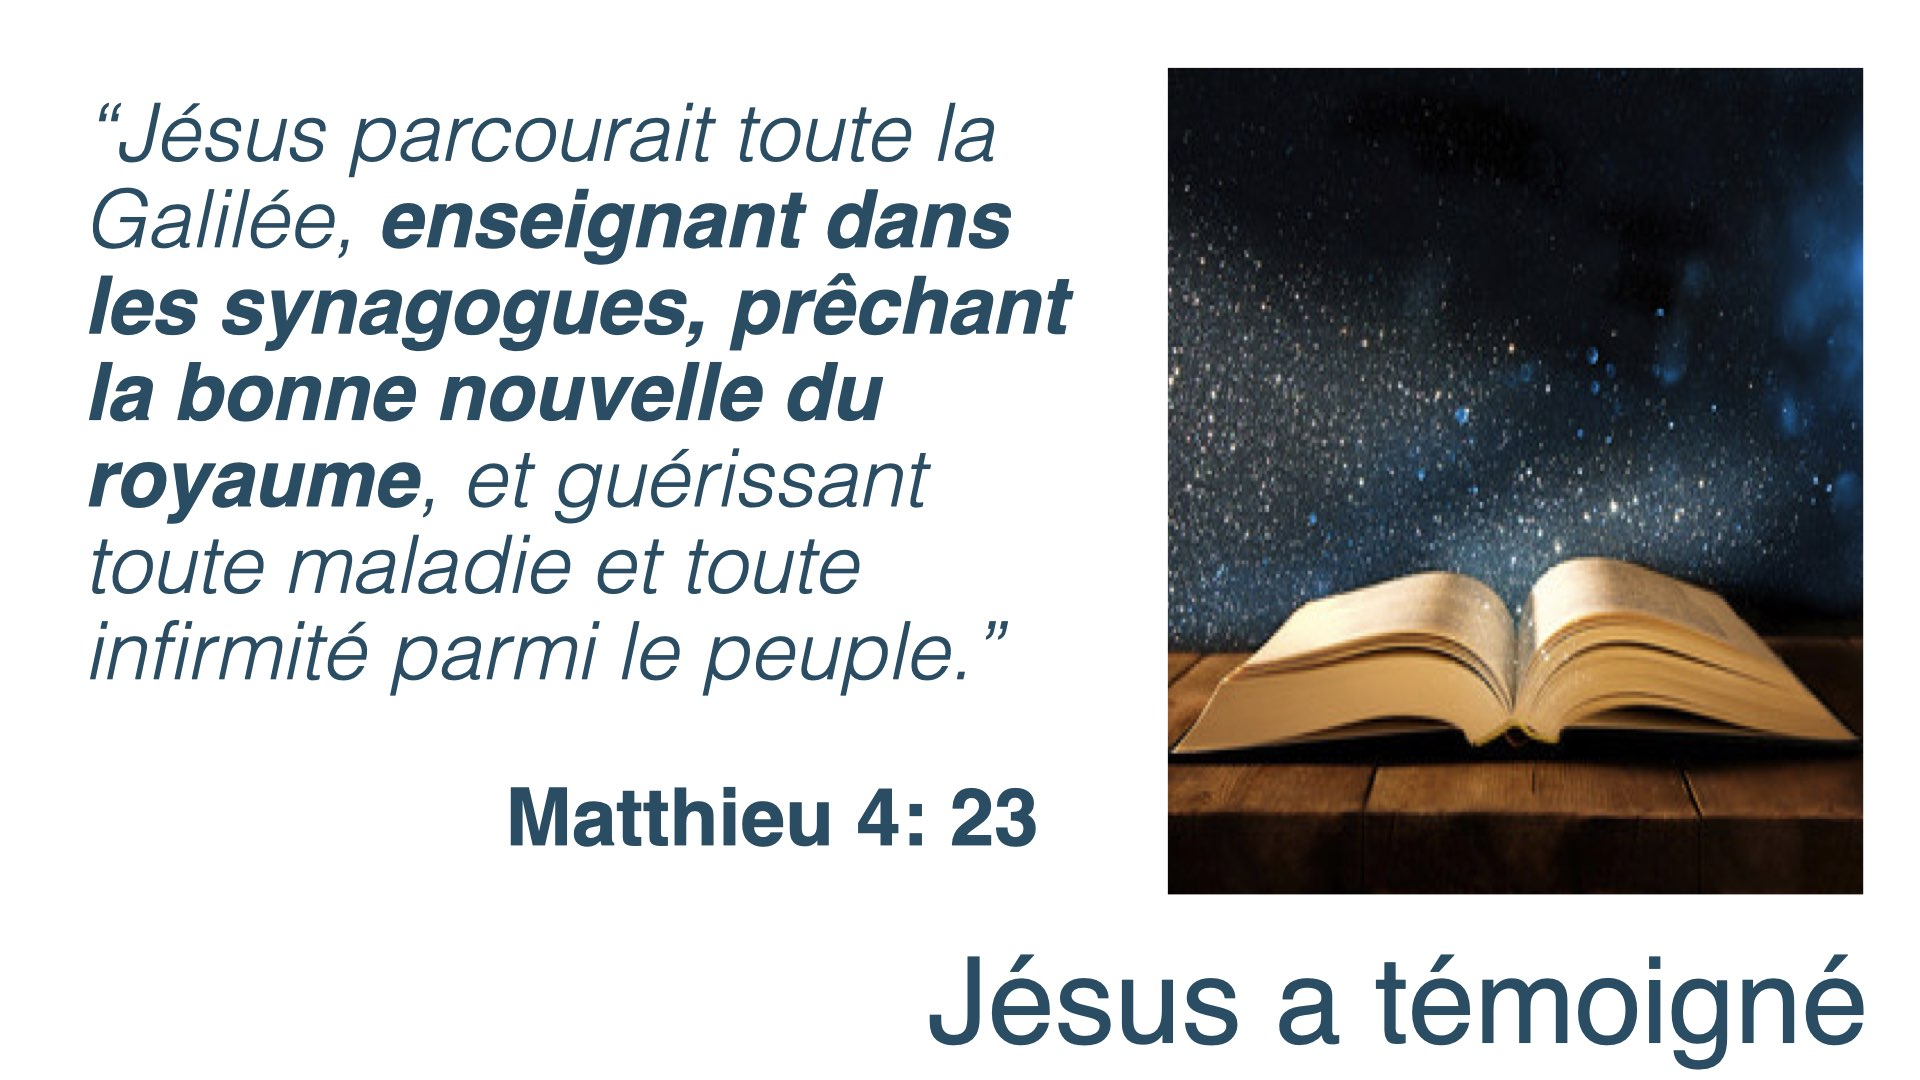 “Jésus parcourait toute la
Galilée, enseignant dans
les synagogues, prêchant
la bonne nouvelle du
royaume, et guérissant
toute maladie et toute
infirmité parmi le peuple.”
Matthieu 4: 23
Jésus a témoigné